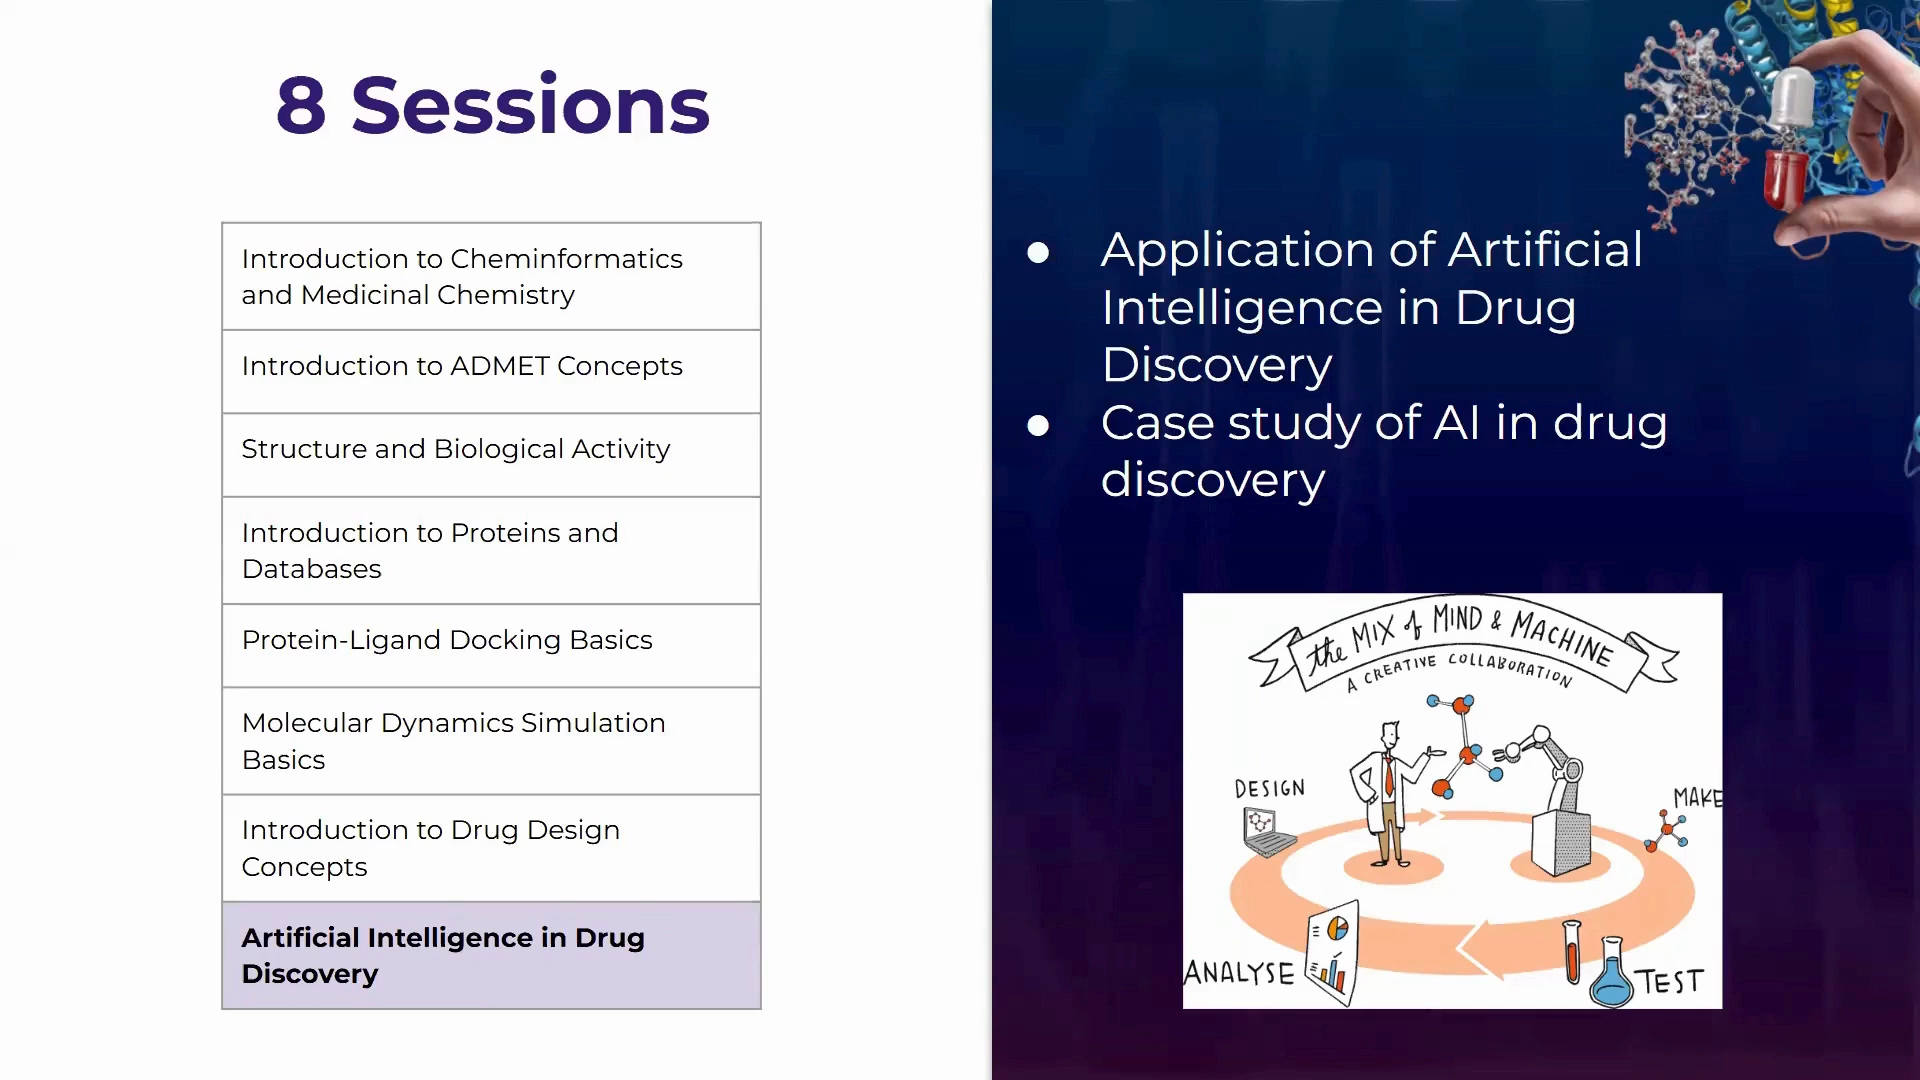 8 Sessions
Introduction to Cheminformatics
and Medicinal Chemistry
Introduction to ADMET Concepts
Structure and Biological Activity
Introduction to Proteins and
Databases
Protein-Ligand Docking Basics
Molecular Dynamics Simulation
Basics
Introduction to Drug Design
Concepts
Artificial Intelligence in Drug
Discovery
● Application of Artificial
Intelligence in Drug
Discovery
● Case study of AI in drug
discovery
the MIX of MIND & MACHINE
A CREATIVE COLLABORATION
DESIGN
MAKE
ANALYSE
TEST